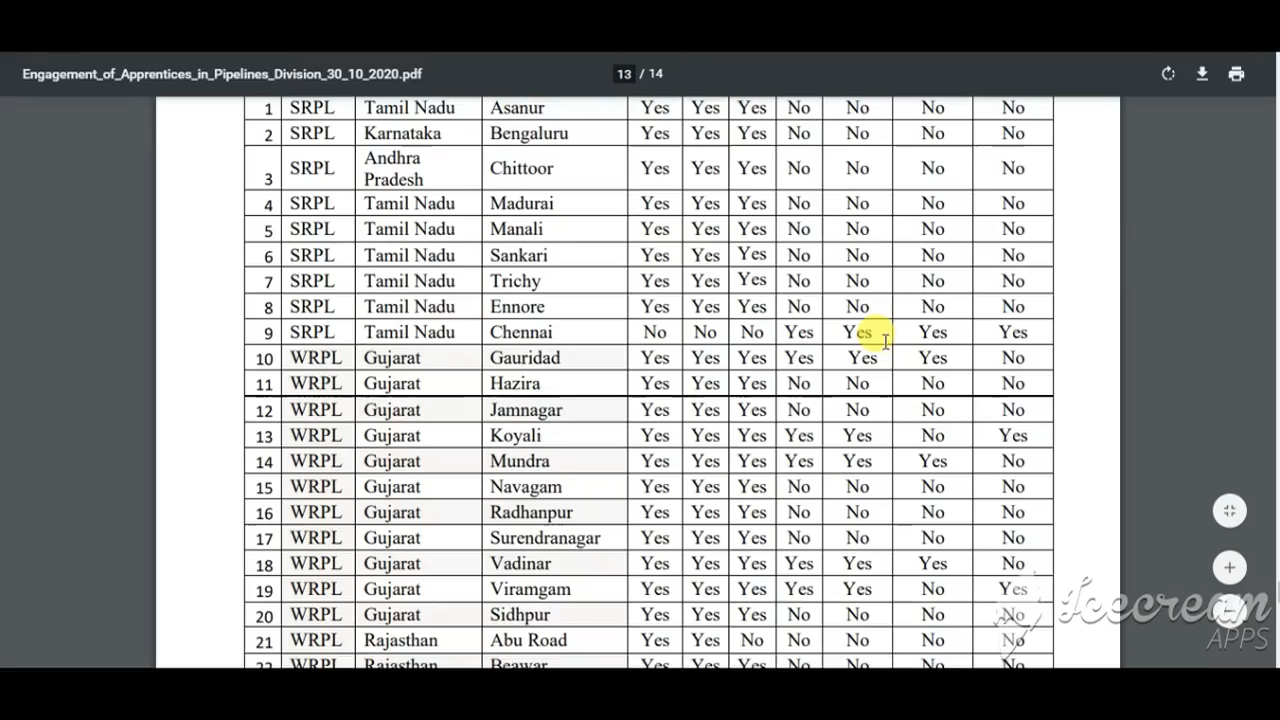 Engagement_of_Apprentices_in_Pipelines_Division_30_10_2020.pdf 13 / 14
1 SRPL Tamil Nadu Asanur Yes Yes Yes No No No No
2 SRPL Karnataka Bengaluru Yes Yes Yes No No No No
3 SRPL Andhra Pradesh Chittoor Yes Yes Yes No No No No
4 SRPL Tamil Nadu Madurai Yes Yes Yes No No No No
5 SRPL Tamil Nadu Manali Yes Yes Yes No No No No
6 SRPL Tamil Nadu Sankari Yes Yes Yes No No No No
7 SRPL Tamil Nadu Trichy Yes Yes Yes No No No No
8 SRPL Tamil Nadu Ennore Yes Yes Yes No No No No
9 SRPL Tamil Nadu Chennai No No No Yes Yes Yes Yes
10 WRPL Gujarat Gauridad Yes Yes Yes Yes Yes Yes No
11 WRPL Gujarat Hazira Yes Yes Yes No No No No
12 WRPL Gujarat Jamnagar Yes Yes Yes No No No No
13 WRPL Gujarat Koyali Yes Yes Yes Yes Yes No Yes
14 WRPL Gujarat Mundra Yes Yes Yes Yes Yes Yes No
15 WRPL Gujarat Navagam Yes Yes Yes No No No No
16 WRPL Gujarat Radhanpur Yes Yes Yes No No No No
17 WRPL Gujarat Surendranagar Yes Yes Yes No No No No
18 WRPL Gujarat Vadinar Yes Yes Yes Yes Yes Yes No
19 WRPL Gujarat Viramgam Yes Yes Yes Yes Yes No Yes
20 WRPL Gujarat Sidhpur Yes Yes Yes No No No No
21 WRPL Rajasthan Abu Road Yes Yes No No No No No
22 WRPL Rajasthan Beawar Yes Yes Yes No No No No
Icecream
APPS